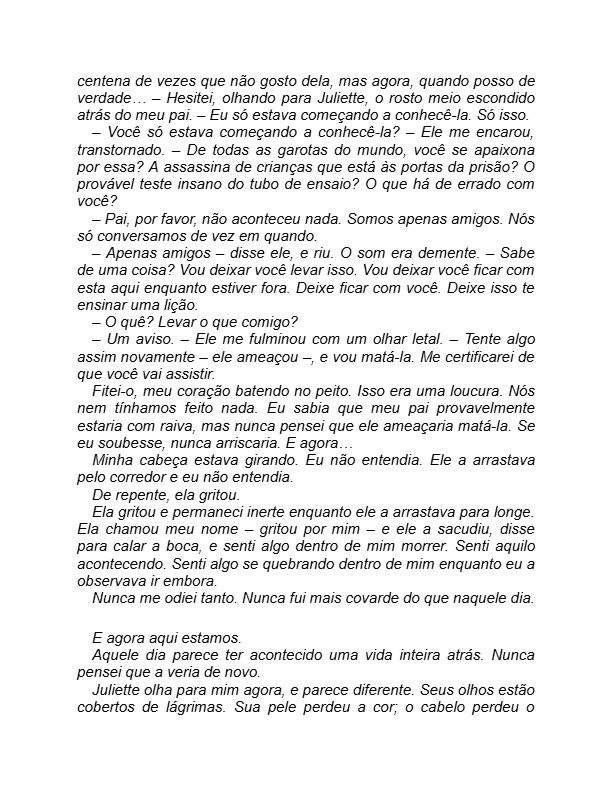 centena de vezes que não gosto dela, mas agora, quando posso de
verdade… – Hesitei, olhando para Juliette, o rosto meio escondido
atrás do meu pai. – Eu só estava começando a conhecê-la. Só isso.
– Você só estava começando a conhecê-la? – Ele me encarou,
transtornado. – De todas as garotas do mundo, você se apaixona
por essa? A assassina de crianças que está às portas da prisão? O
provável teste insano do tubo de ensaio? O que há de errado com
você?
– Pai, por favor, não aconteceu nada. Somos apenas amigos. Nós
só conversamos de vez em quando.
– Apenas amigos – disse ele, e riu. O som era demente. – Sabe
de uma coisa? Vou deixar você levar isso. Vou deixar você ficar com
esta aqui enquanto estiver fora. Deixe ficar com você. Deixe isso te
ensinar uma lição.
– O quê? Levar o que comigo?
– Um aviso. – Ele me fulminou com um olhar letal. – Tente algo
assim novamente – ele ameaçou –, e vou matá-la. Me certificarei de
que você vai assistir.
Fitei-o, meu coração batendo no peito. Isso era uma loucura. Nós
nem tínhamos feito nada. Eu sabia que meu pai provavelmente
estaria com raiva, mas nunca pensei que ele ameaçaria matá-la. Se
eu soubesse, nunca arriscaria. E agora…
Minha cabeça estava girando. Eu não entendia. Ele a arrastava
pelo corredor e eu não entendia.
De repente, ela gritou.
Ela gritou e permaneci inerte enquanto ele a arrastava para longe.
Ela chamou meu nome – gritou por mim – e ele a sacudiu, disse
para calar a boca, e senti algo dentro de mim morrer. Senti aquilo
acontecendo. Senti algo se quebrando dentro de mim enquanto eu a
observava ir embora.
Nunca me odiei tanto. Nunca fui mais covarde do que naquele dia.
E agora aqui estamos.
Aquele dia parece ter acontecido uma vida inteira atrás. Nunca
pensei que a veria de novo.
Juliette olha para mim agora, e parece diferente. Seus olhos estão
cobertos de lágrimas. Sua pele perdeu a cor; o cabelo perdeu o